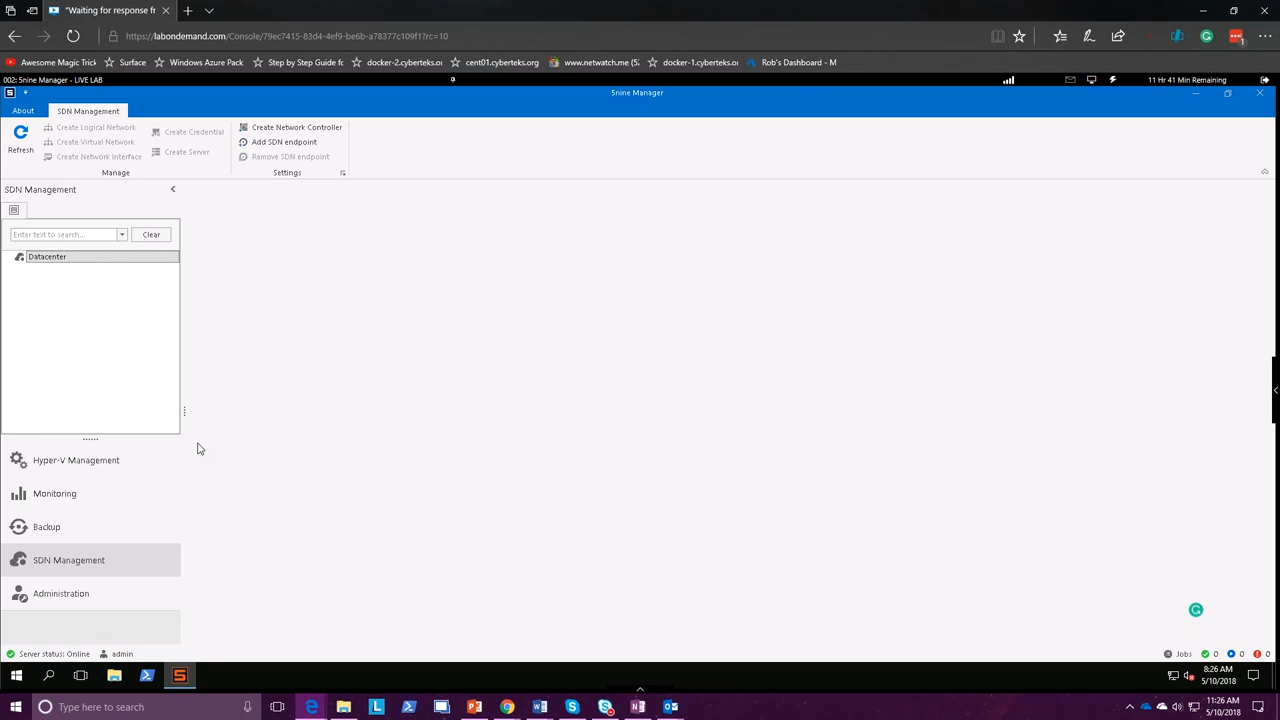 "Waiting for response fr
https://labondemand.com/Console/79ec7415-83d4-4ef9-be6b-a78377c109f1?rc=10
1
Awesome Magic Trick
Surface
Windows Azure Pack
Step by Step Guide fo
docker-2.cyberteks.or
cent01.cyberteks.org
www.netwatch.me (52
docker-1.cyberteks.or
Rob's Dashboard - M
002: 5nine Manager - LIVE LAB
11 Hr 41 Min Remaining
5
5nine Manager
About
SDN Management
Refresh
Create Logical Network
Create Virtual Network
Create Network Interface
Create Credential
Create Server
Manage
Create Network Controller
Add SDN endpoint
Remove SDN endpoint
Settings
SDN Management
Enter text to search...
Clear
Datacenter
Hyper-V Management
Monitoring
Backup
SDN Management
Administration
Server status: Online
admin
Jobs
0
0
0
8:26 AM
5/10/2018
Type here to search
11:26 AM
5/10/2018